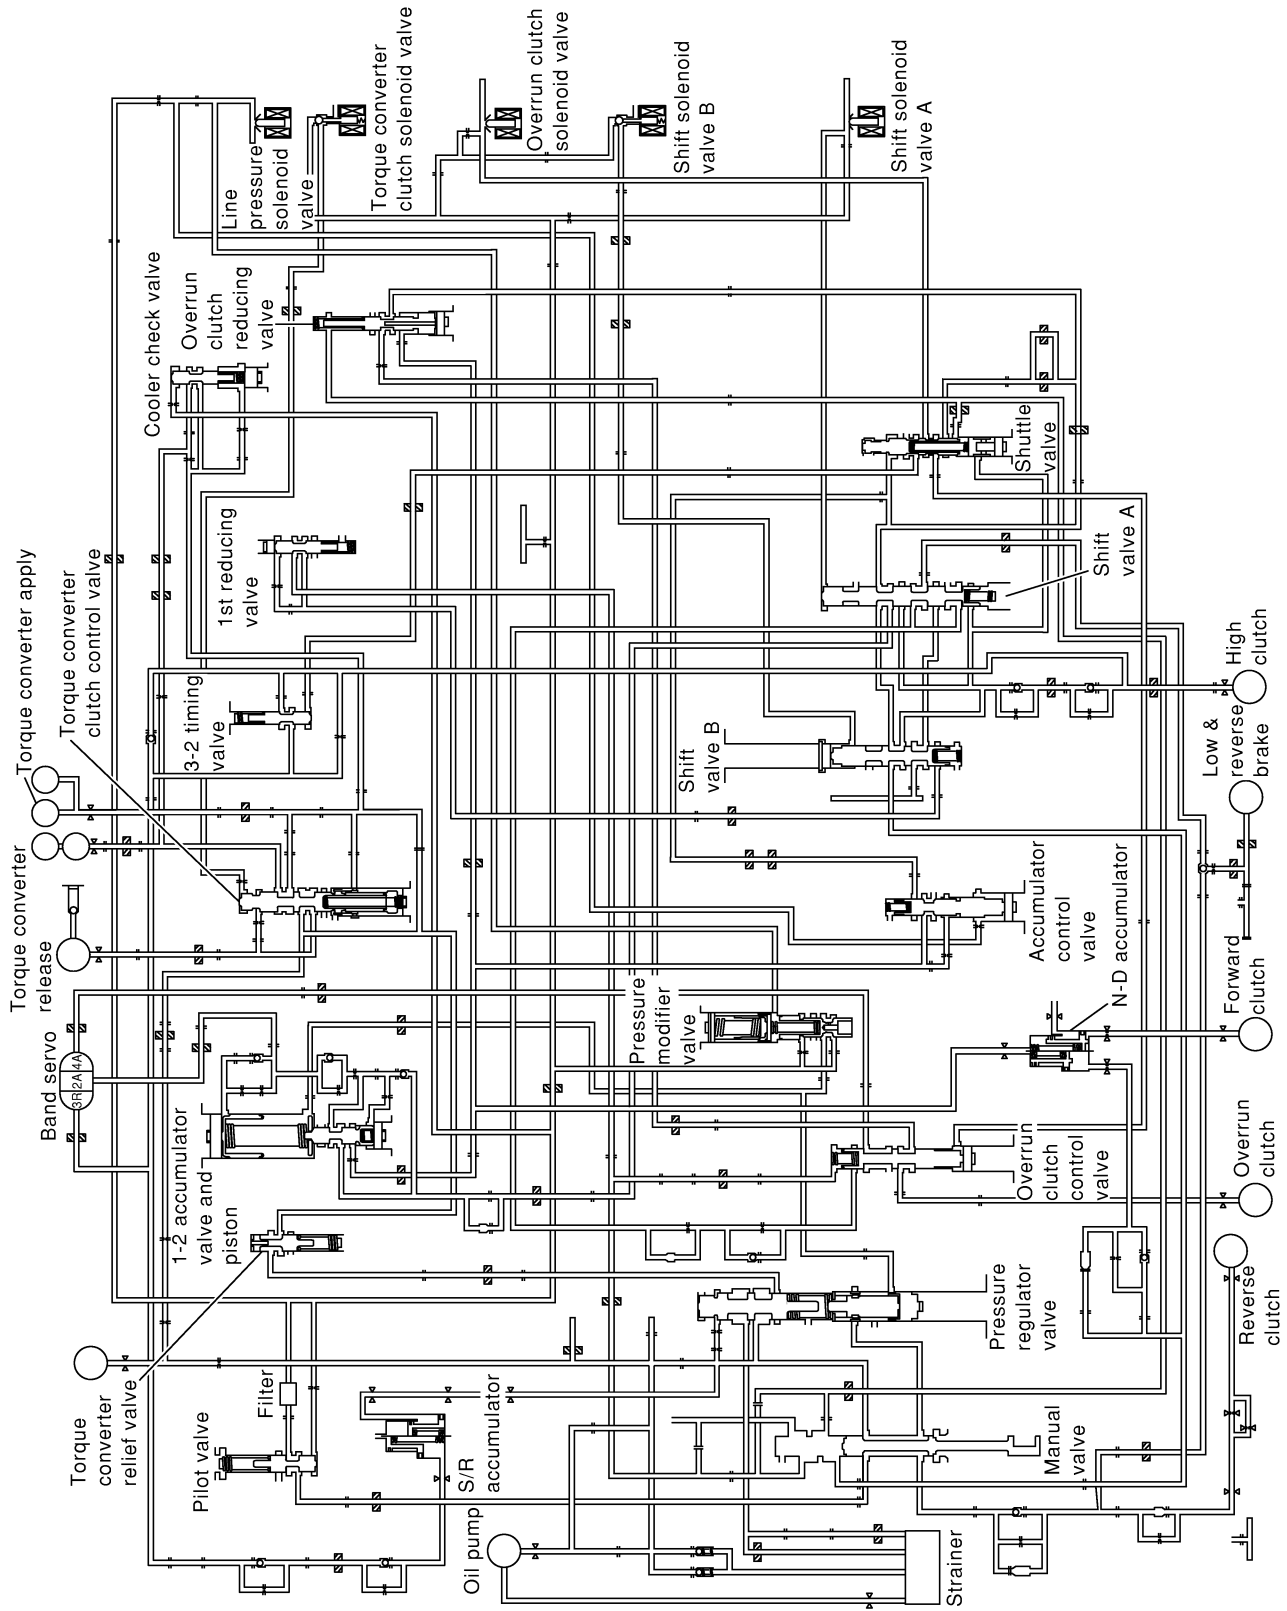 Line
pressure
solenoid
valve
Torque converter
clutch solenoid valve
Overrun clutch
solenoid valve
Shift solenoid
valve B
Shift solenoid
valve A
Cooler check valve
Overrun
clutch
reducing
valve
Shuttle
valve
1st reducing
valve
Shift
valve A
Torque converter apply
Torque converter
clutch control valve
3-2 timing
valve
Shift
valve B
High
clutch
Low &
reverse
brake
Torque converter
release
Accumulator
control
valve
N-D accumulator
Forward
clutch
Band servo
3R
2A
4A
Pressure
modifier
valve
1-2 accumulator
valve and
piston
Overrun
clutch
control
valve
Overrun
clutch
Pressure
regulator
valve
Reverse
clutch
Torque
converter
relief valve
Filter
Pilot valve
S/R
accumulator
Manual
valve
Oil pump
Strainer